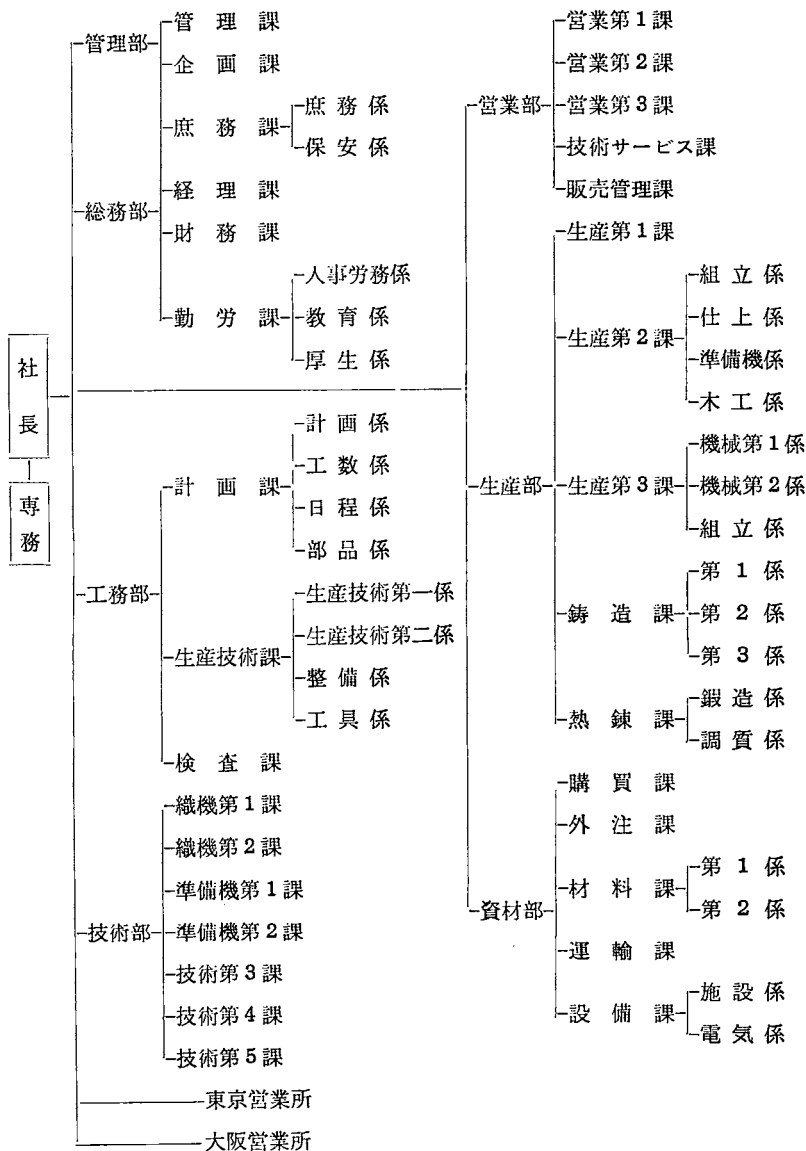 社長
専務
管理部
管理課
企画課
総務部
庶務課
庶務係
保安係
経理課
財務課
勤労課
人事労務係
教育係
厚生係
工務部
計画課
計画係
工数係
日程係
部品係
生産技術課
生産技術第一係
生産技術第二係
整備係
工具係
検査課
技術部
織機第1課
織機第2課
準備機第1課
準備機第2課
技術第3課
技術第4課
技術第5課
東京営業所
大阪営業所
営業部
営業第1課
営業第2課
営業第3課
技術サービス課
販売管理課
生産部
生産第1課
生産第2課
組立係
仕上係
準備機係
木工係
生産第3課
機械第1係
機械第2係
組立係
鋳造課
第1係
第2係
第3係
熱錬課
鍛造係
調質係
資材部
購買課
外注課
材料課
第1係
第2係
運輸課
設備課
施設係
電気係